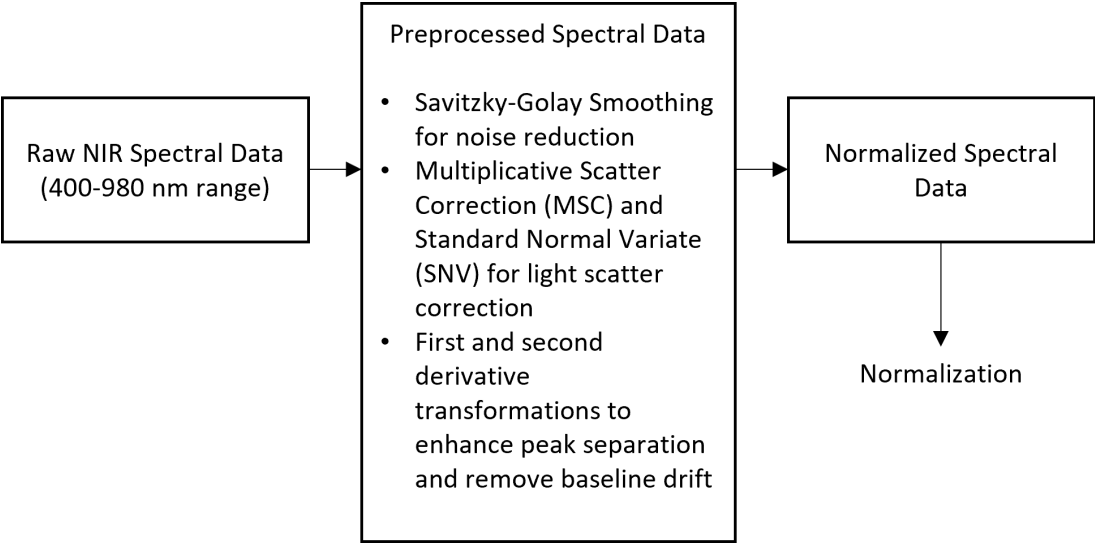 Raw NIR Spectral Data
(400-980 nm range)
Preprocessed Spectral Data
• Savitzky-Golay Smoothing
for noise reduction
• Multiplicative Scatter
Correction (MSC) and
Standard Normal Variate
(SNV) for light scatter
correction
• First and second
derivative
transformations to
enhance peak separation
and remove baseline drift
Normalized Spectral
Data
Normalization